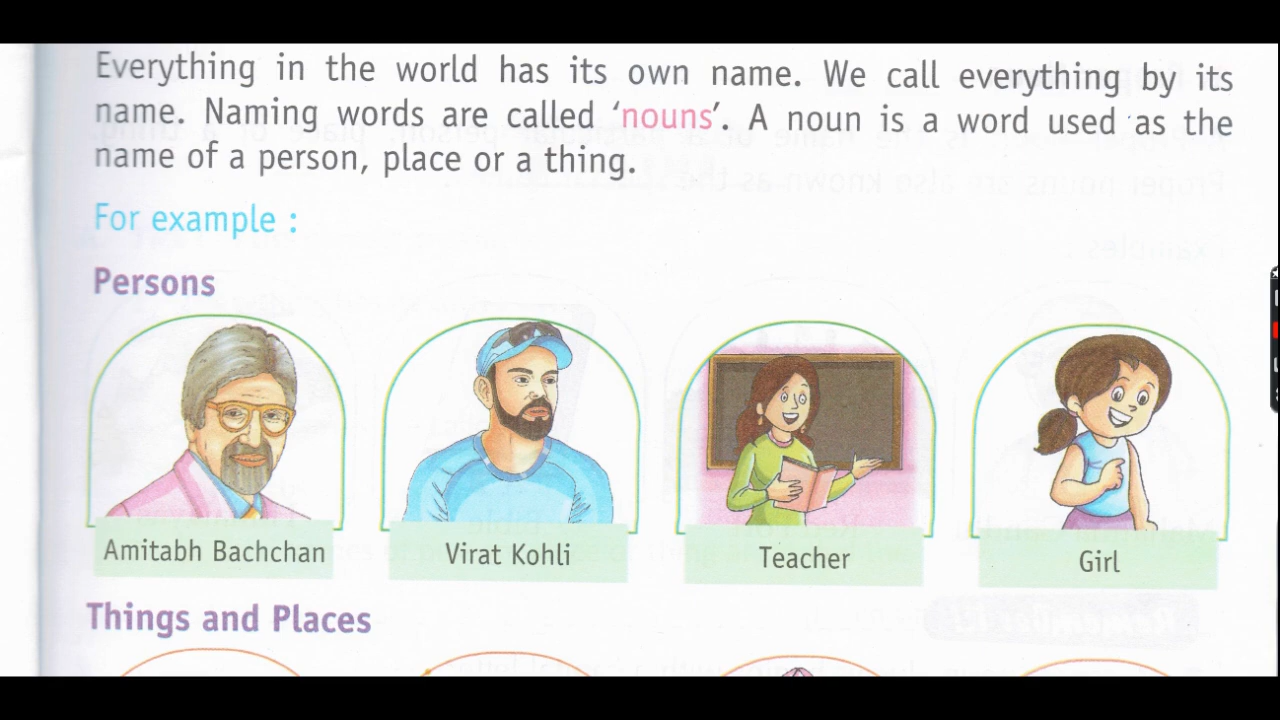 Everything in the world has its own name. We call everything by its
name. Naming words are called ‘nouns’. A noun is a word used as the
name of a person, place or a thing.
For example :
Persons
Amitabh Bachchan
Virat Kohli
Teacher
Girl
Things and Places